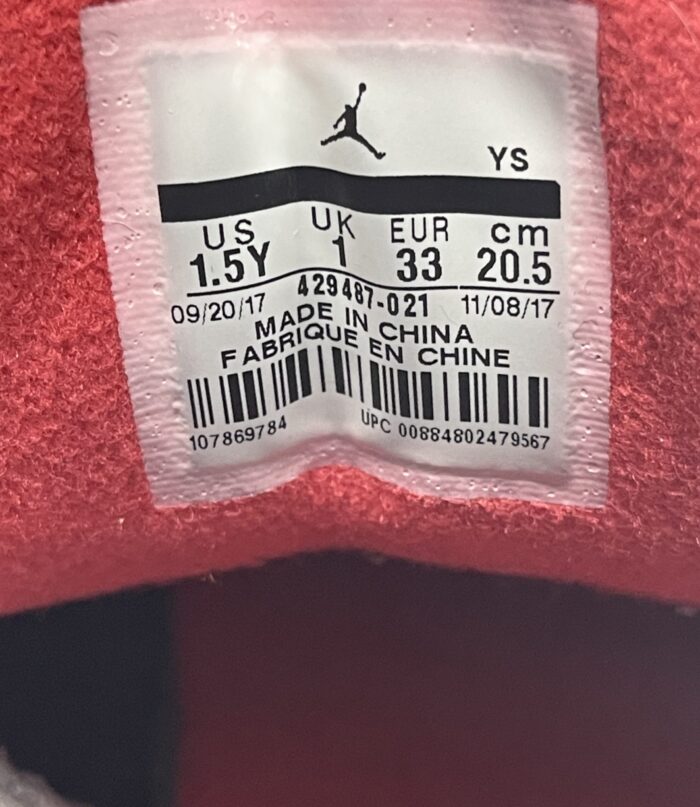 YS
US UK EUR cm
1.5Y 1 33 20.5
09/20/17 429487-021 11/08/17
MADE IN CHINA
FABRIQUE EN CHINE
107869784 UPC 00884802479567